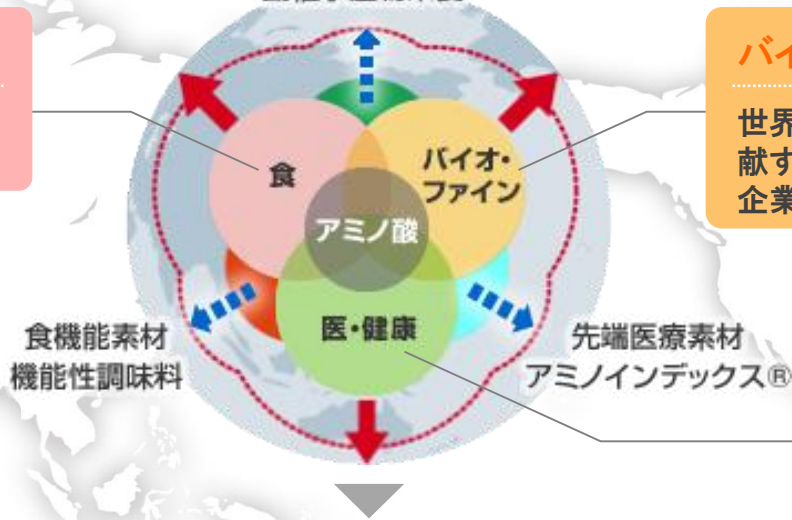 バイ
世界
献す
企業
食
バイオ・
ファイン
アミノ酸
医・健康
食機能素材
機能性調味料
先端医療素材
アミノインデックス®